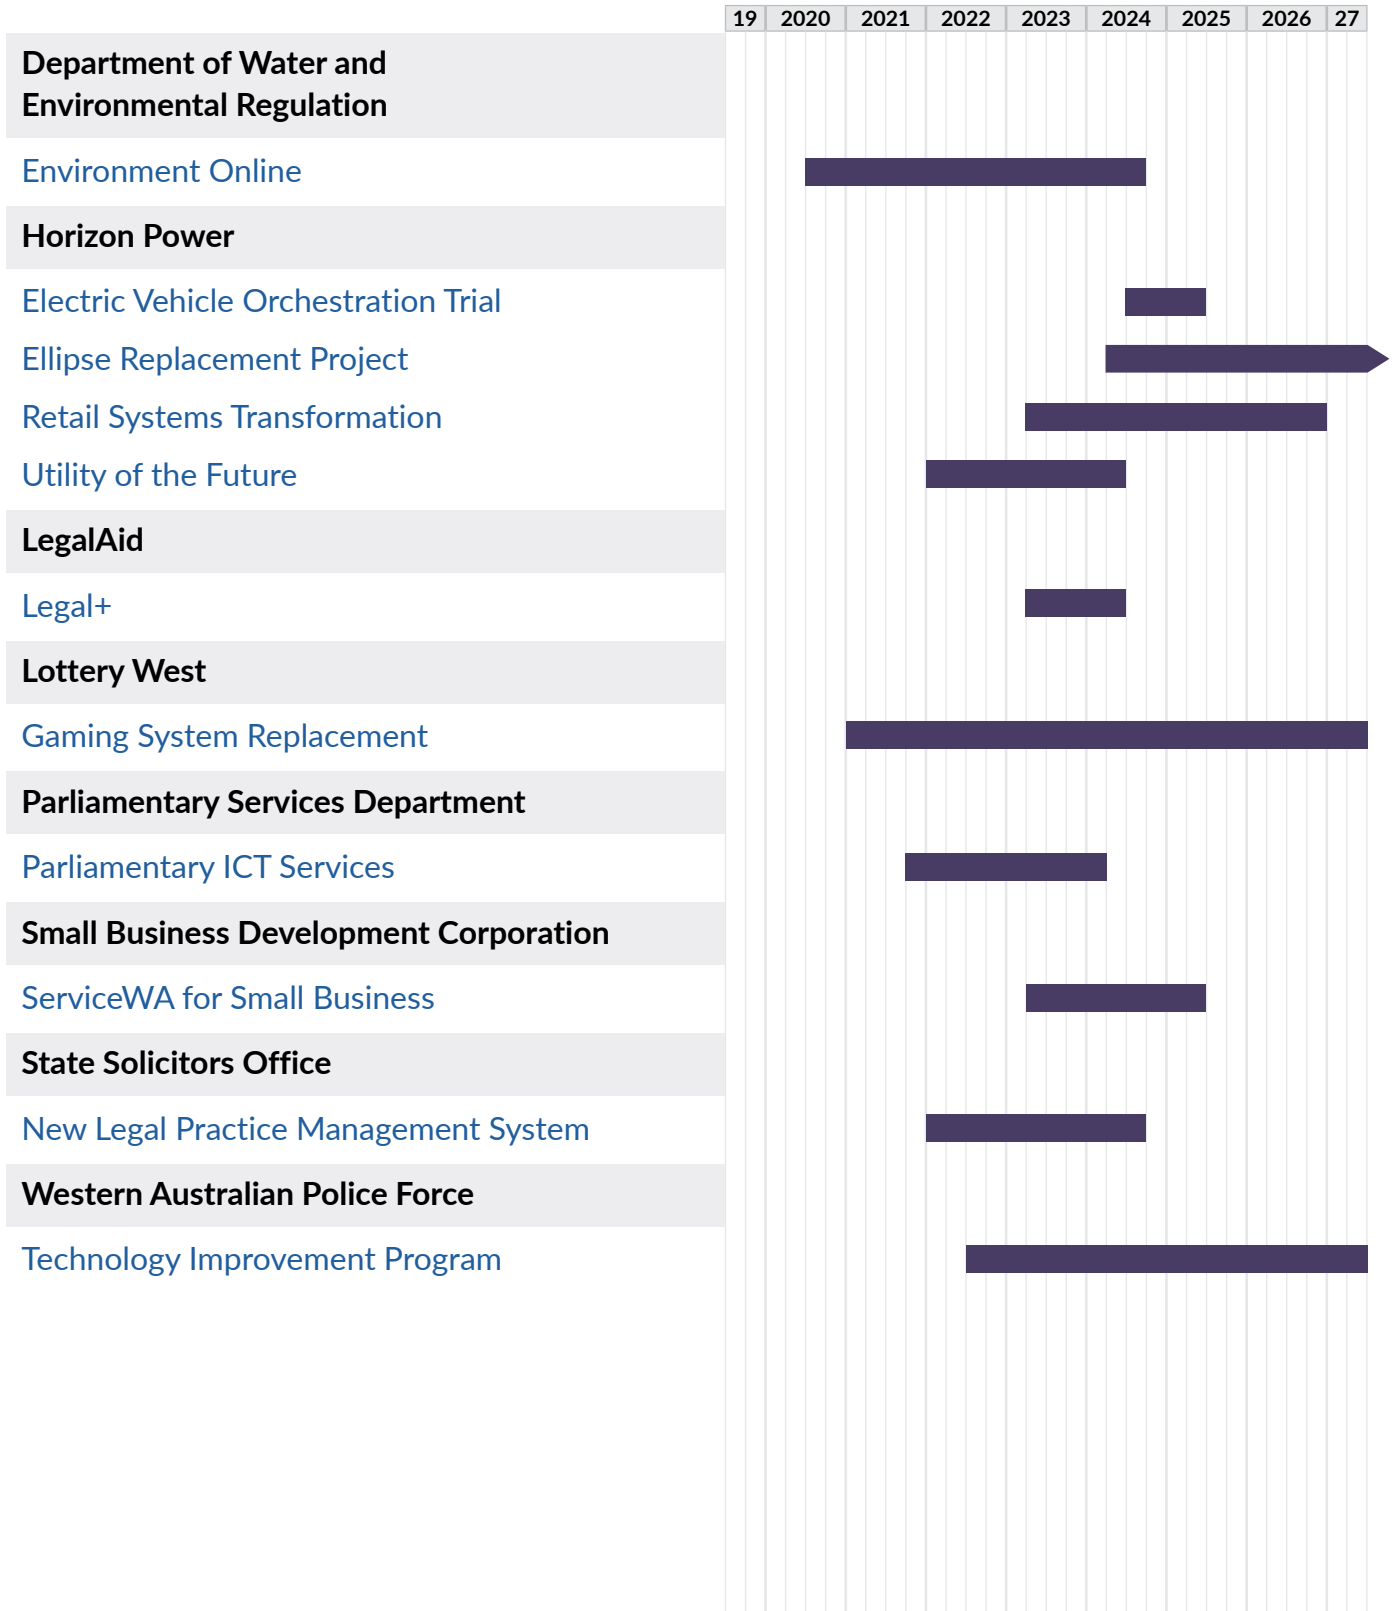 19 2020 2021 2022 2023 2024 2025 2026 27
Department of Water and
Environmental Regulation
Environment Online
Horizon Power
Electric Vehicle Orchestration Trial
Ellipse Replacement Project
Retail Systems Transformation
Utility of the Future
LegalAid
Legal+
Lottery West
Gaming System Replacement
Parliamentary Services Department
Parliamentary ICT Services
Small Business Development Corporation
ServiceWA for Small Business
State Solicitors Office
New Legal Practice Management System
Western Australian Police Force
Technology Improvement Program